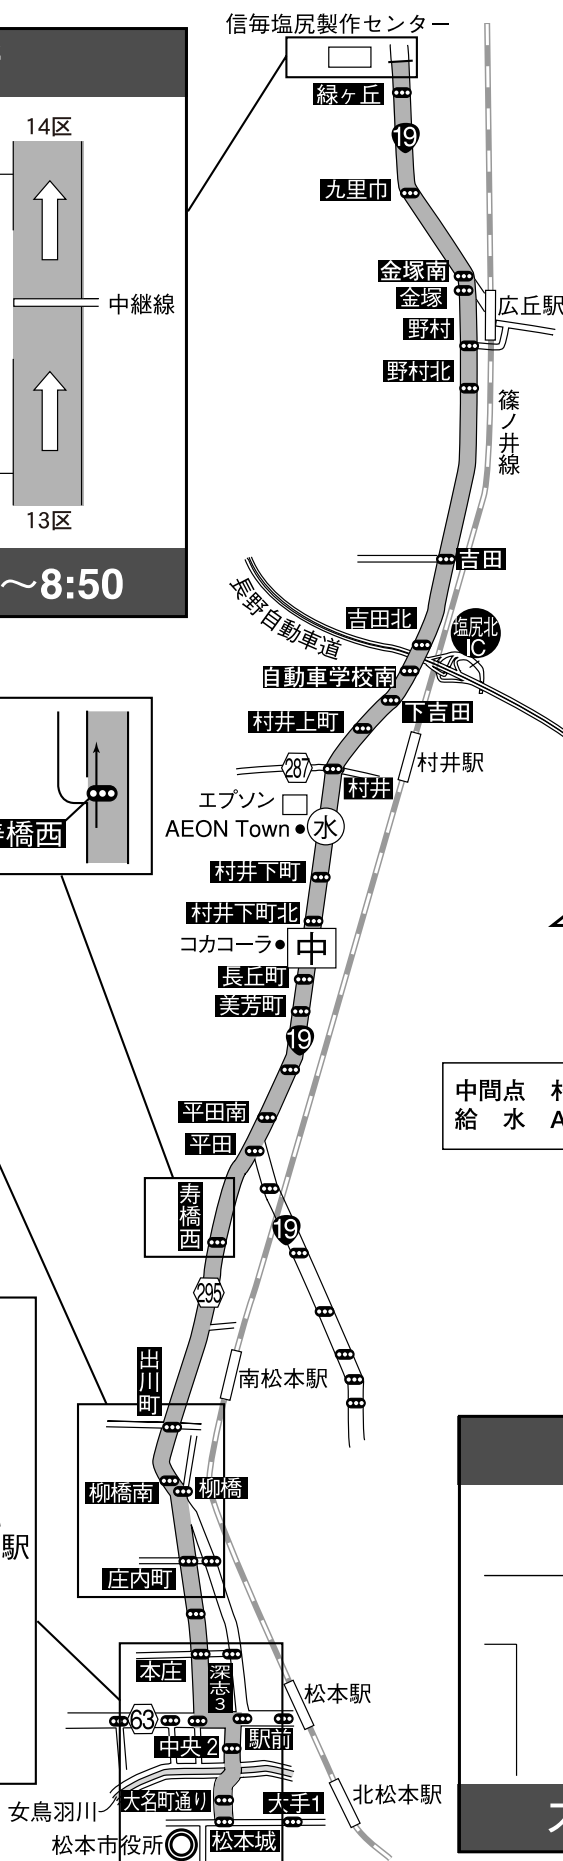 信毎塩尻製作センター
緑ヶ丘
14区
19
九里巾
金塚南
中継線
金塚
広丘駅
野村
野村北
篠ノ井線
13区
吉田
～8:50
長野自動車道
吉田北
塩尻北
IC
自動車学校南
下吉田
村井上町
村井駅
287
村井
エプソン
AEON Town
水
橋西
村井下町
村井下町北
コカコーラ
中
長丘町
美芳町
19
中間点
給 水 A
平田南
平田
寿橋西
19
295
出川町
南松本駅
柳橋南
柳橋
駅
庄内町
本庄
深志3
松本駅
63
中央2
駅前
北松本駅
女鳥羽川
大名町通り
大手1
松本市役所
松本城